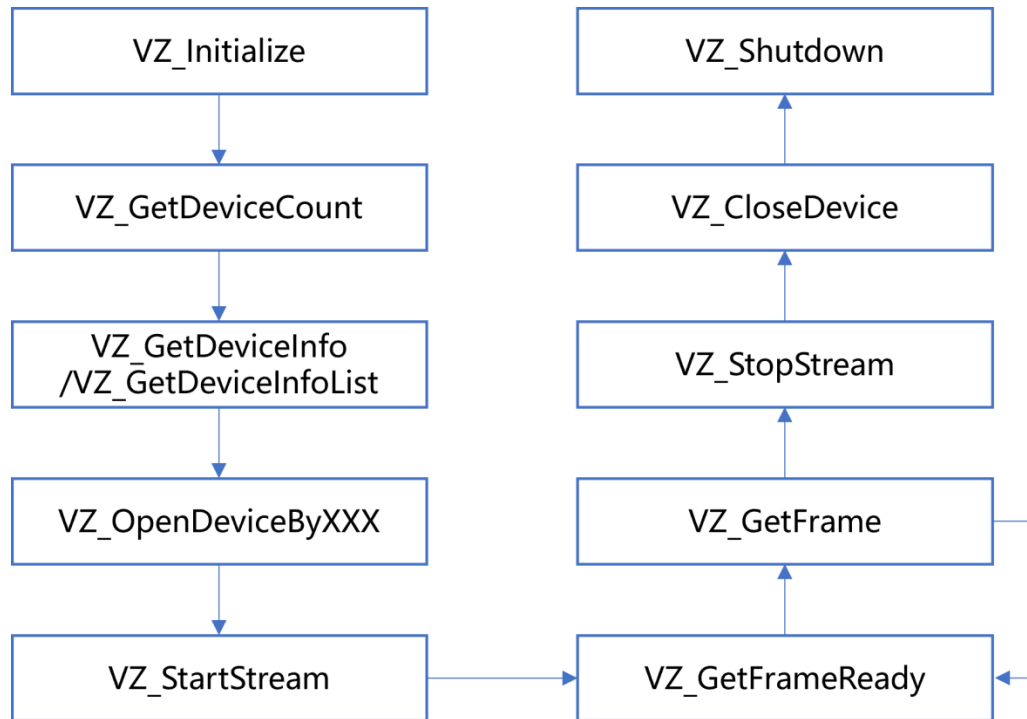 VZ_Initialize
VZ_GetDeviceCount
VZ_GetDeviceInfo
/VZ_GetDeviceInfoList
VZ_OpenDeviceByXXX
VZ_StartStream
VZ_GetFrameReady
VZ_GetFrame
VZ_StopStream
VZ_CloseDevice
VZ_Shutdown